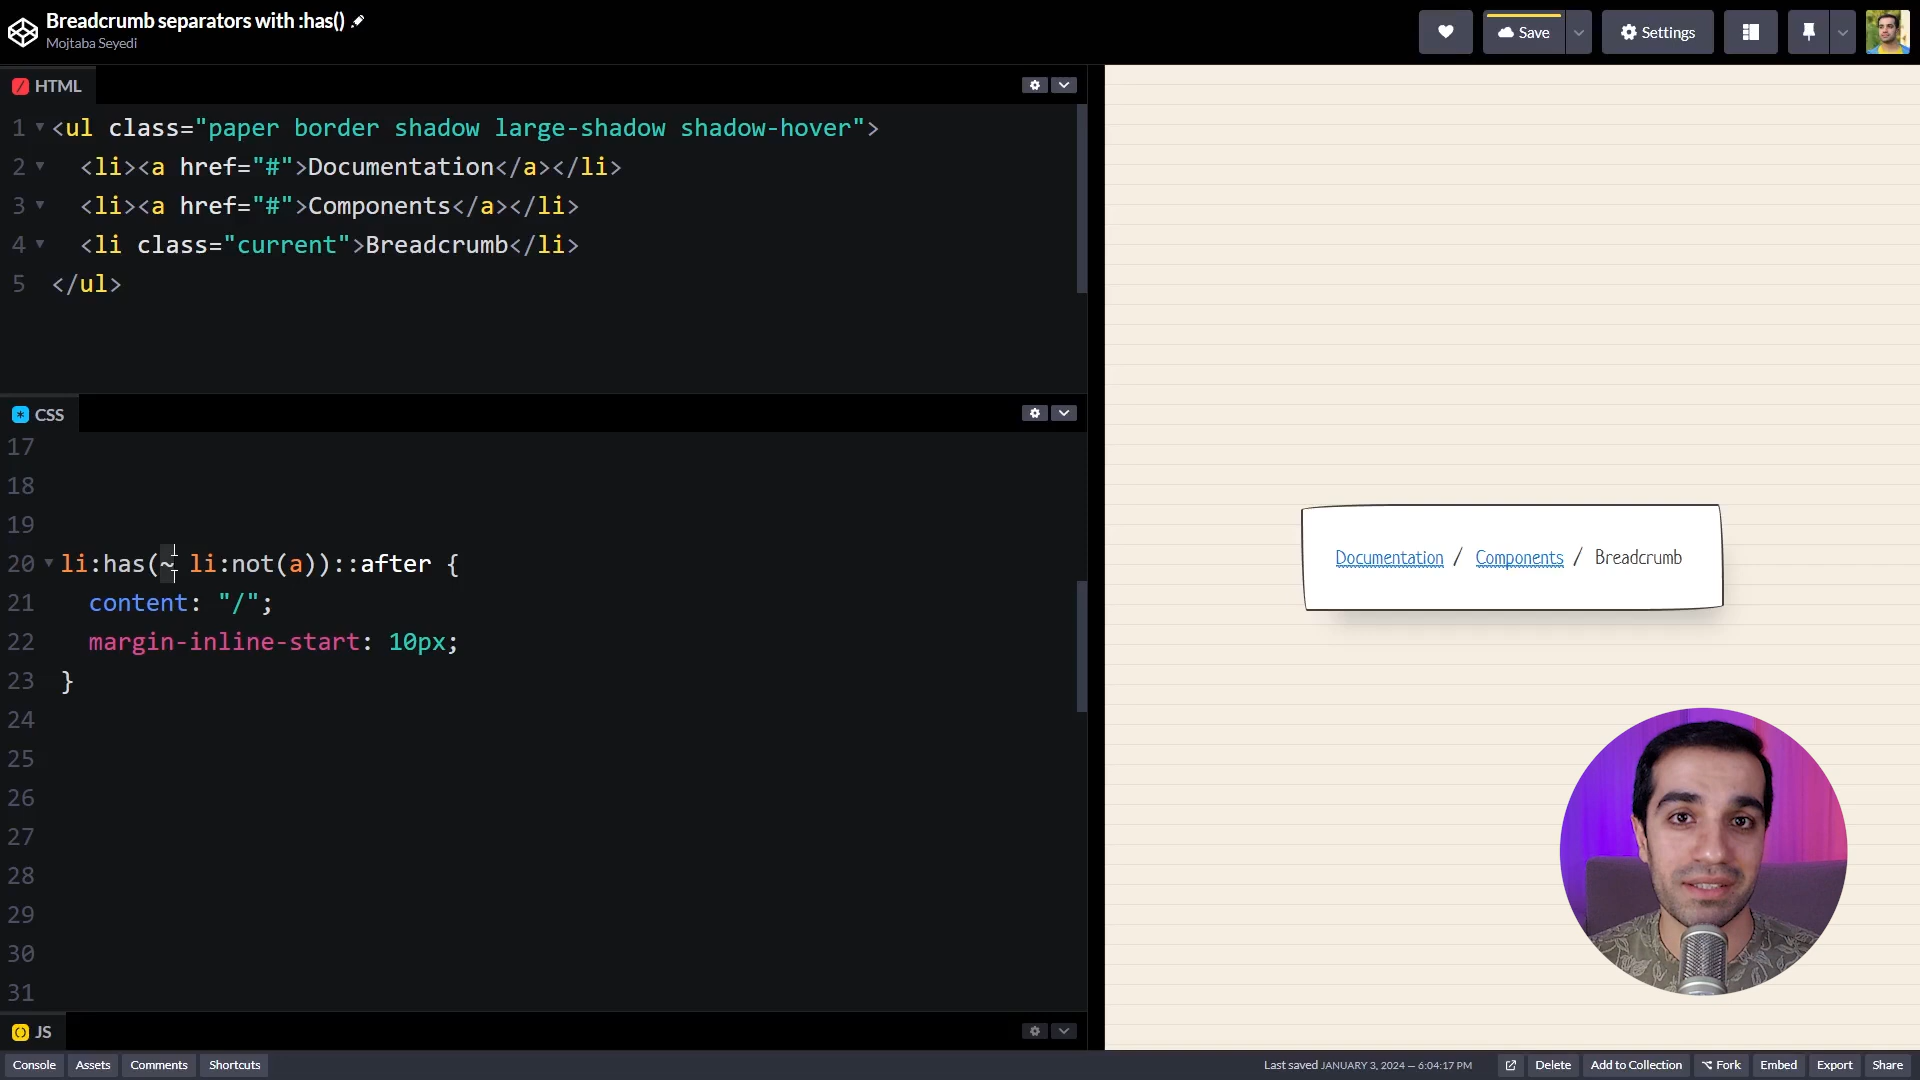 Breadcrumb separators with :has()
Mojtaba Seyedi
Save
Settings
HTML
1 <ul class="paper border shadow large-shadow shadow-hover">
2 <li><a href="#">Documentation</a></li>
3 <li><a href="#">Components</a></li>
4 <li class="current">Breadcrumb</li>
5 </ul>
CSS
17
18
19
20 li:has(~ li:not(a))::after {
21 content: "/";
22 margin-inline-start: 10px;
23 }
24
25
26
27
28
29
30
31
Documentation / Components / Breadcrumb
JS
Console Assets Comments Shortcuts
Last saved JANUARY 3, 2024 — 6:04:17 PM Delete Add to Collection Fork Embed Export Share